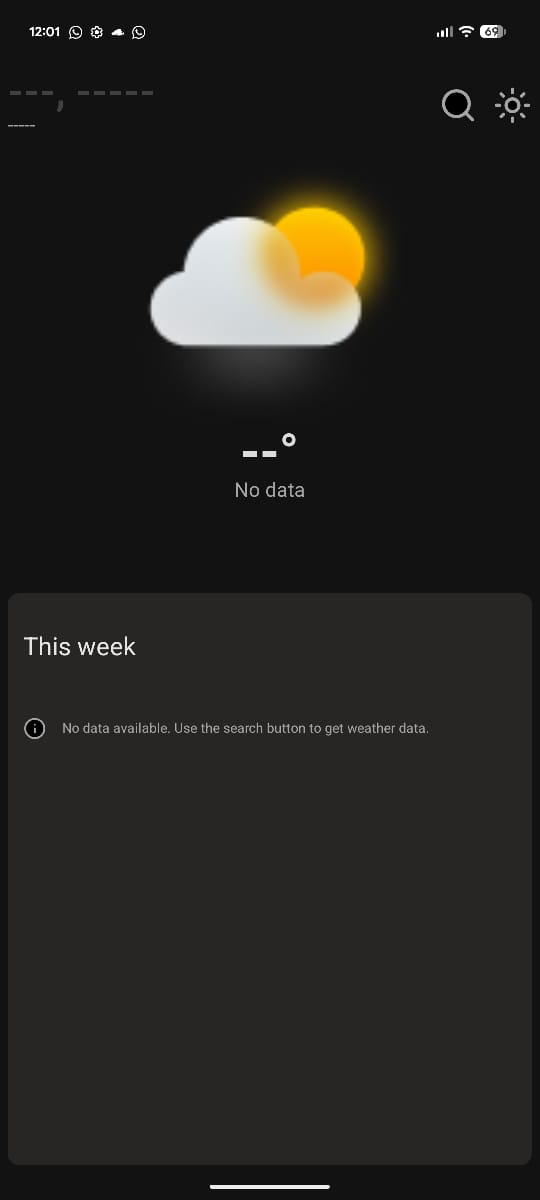 12:01
69
---, -----
-----
--°
No data
This week
No data available. Use the search button to get weather data.